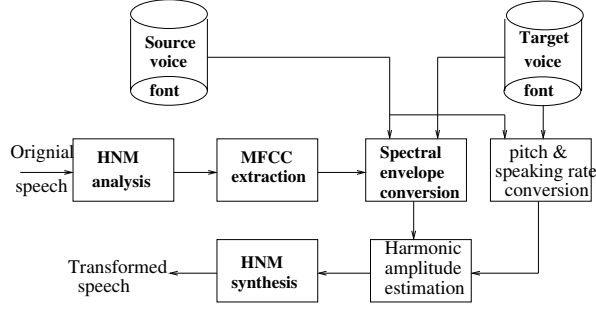 Source
voice
font
Target
voice
font
Orignial
speech
HNM
analysis
MFCC
extraction
Spectral
envelope
conversion
pitch &
speaking rate
conversion
Transformed
speech
HNM
synthesis
Harmonic
amplitude
estimation